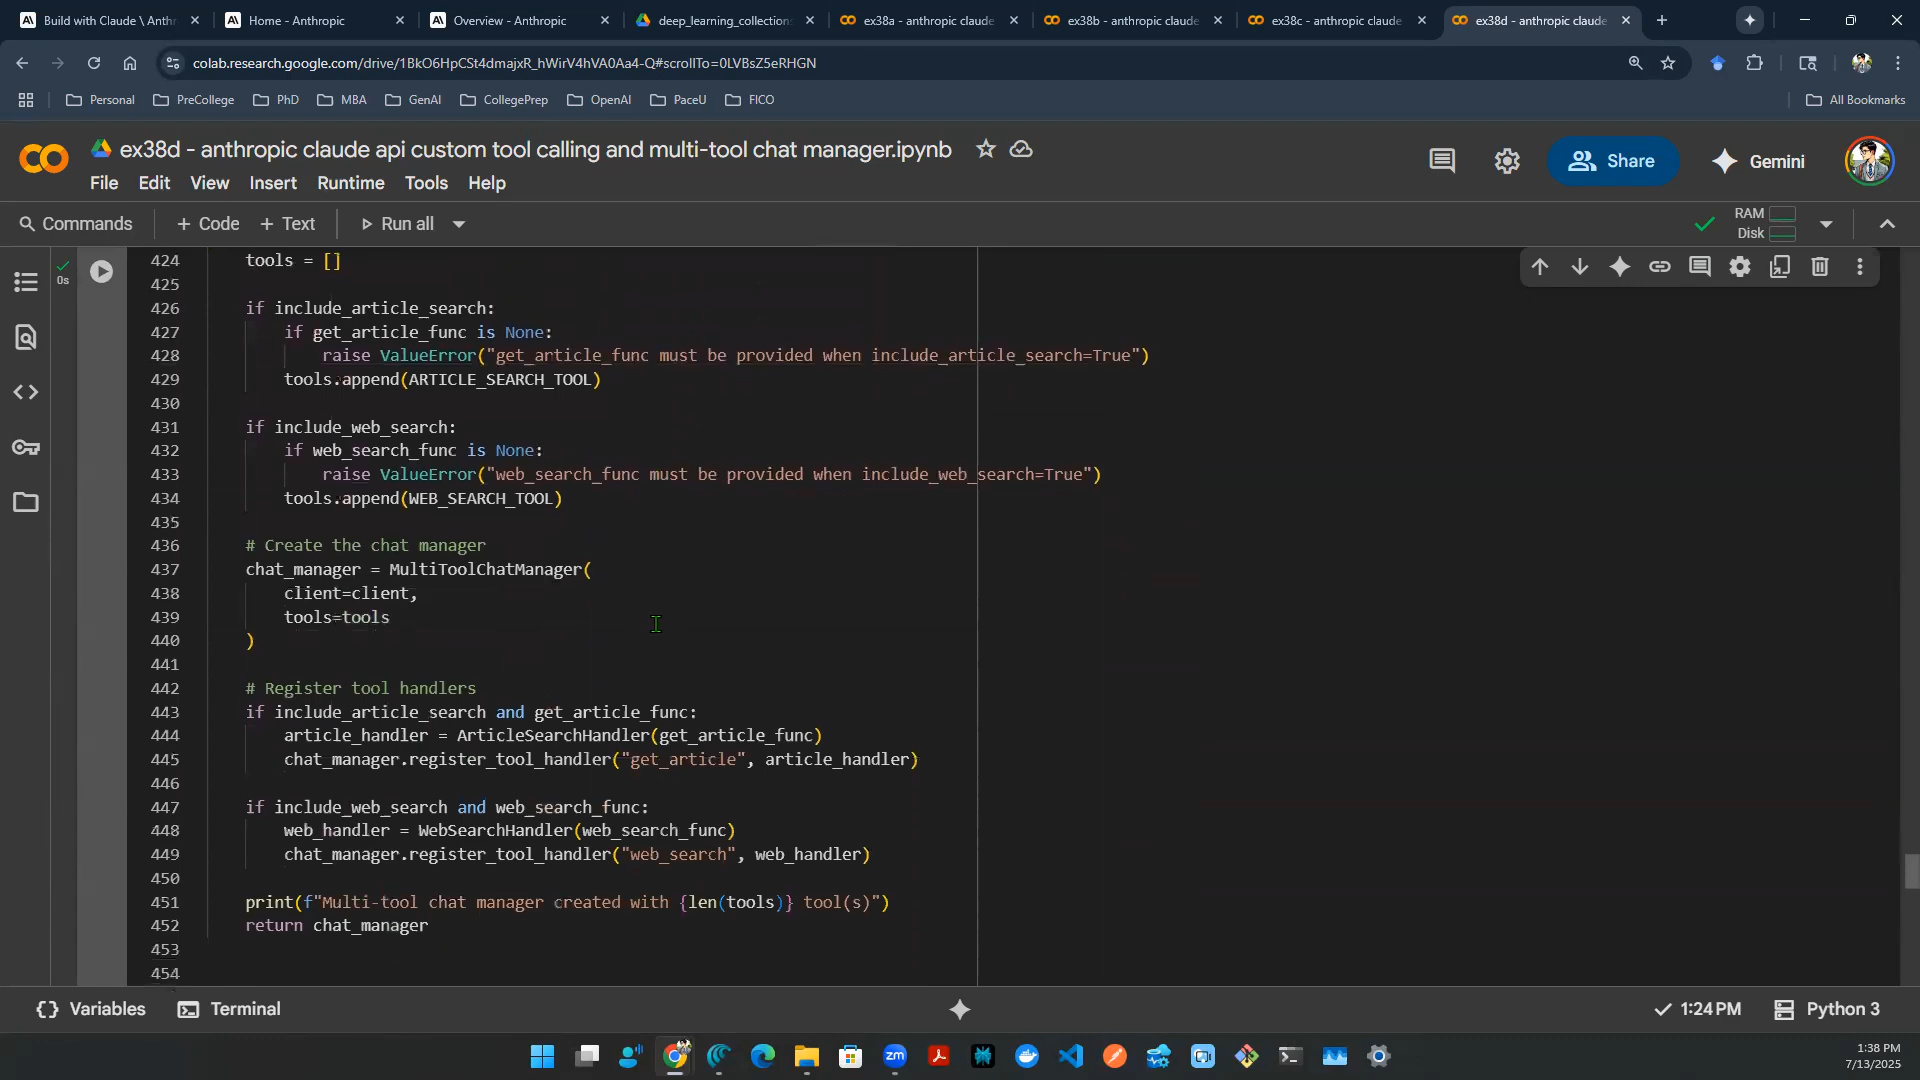 Build with Claude \ Anthr
Home - Anthropic
Overview - Anthropic
deep_learning_collections
ex38a - anthropic claude
ex38b - anthropic claude
ex38c - anthropic claude
ex38d - anthropic claude
colab.research.google.com/drive/1BkO6HpCSt4dmajxR_hWirV4hVA0Aa4-Q#scrollTo=0LVBsZ5eRHGN
Personal
PreCollege
PhD
MBA
GenAI
CollegePrep
OpenAI
PaceU
FICO
All Bookmarks
ex38d - anthropic claude api custom tool calling and multi-tool chat manager.ipynb
Share
Gemini
File Edit View Insert Runtime Tools Help
Commands + Code + Text Run all
RAM
Disk
0s
424 tools = []
425
426 if include_article_search:
427 if get_article_func is None:
428 raise ValueError("get_article_func must be provided when include_article_search=True")
429 tools.append(ARTICLE_SEARCH_TOOL)
430
431 if include_web_search:
432 if web_search_func is None:
433 raise ValueError("web_search_func must be provided when include_web_search=True")
434 tools.append(WEB_SEARCH_TOOL)
435
436 # Create the chat manager
437 chat_manager = MultiToolChatManager(
438 client=client,
439 tools=tools
440 )
441
442 # Register tool handlers
443 if include_article_search and get_article_func:
444 article_handler = ArticleSearchHandler(get_article_func)
445 chat_manager.register_tool_handler("get_article", article_handler)
446
447 if include_web_search and web_search_func:
448 web_handler = WebSearchHandler(web_search_func)
449 chat_manager.register_tool_handler("web_search", web_handler)
450
451 print(f"Multi-tool chat manager created with {len(tools)} tool(s)")
452 return chat_manager
453
454
Variables
Terminal
1:24 PM
Python 3
1:38 PM
7/13/2025